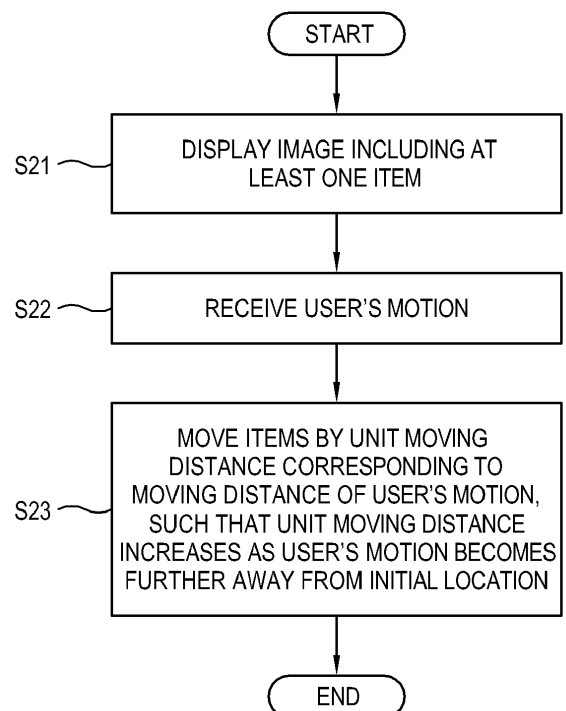 START
S21
DISPLAY IMAGE INCLUDING AT
LEAST ONE ITEM
S22
RECEIVE USER'S MOTION
S23
MOVE ITEMS BY UNIT MOVING
DISTANCE CORRESPONDING TO
MOVING DISTANCE OF USER'S MOTION,
SUCH THAT UNIT MOVING DISTANCE
INCREASES AS USER'S MOTION BECOMES
FURTHER AWAY FROM INITIAL LOCATION
END